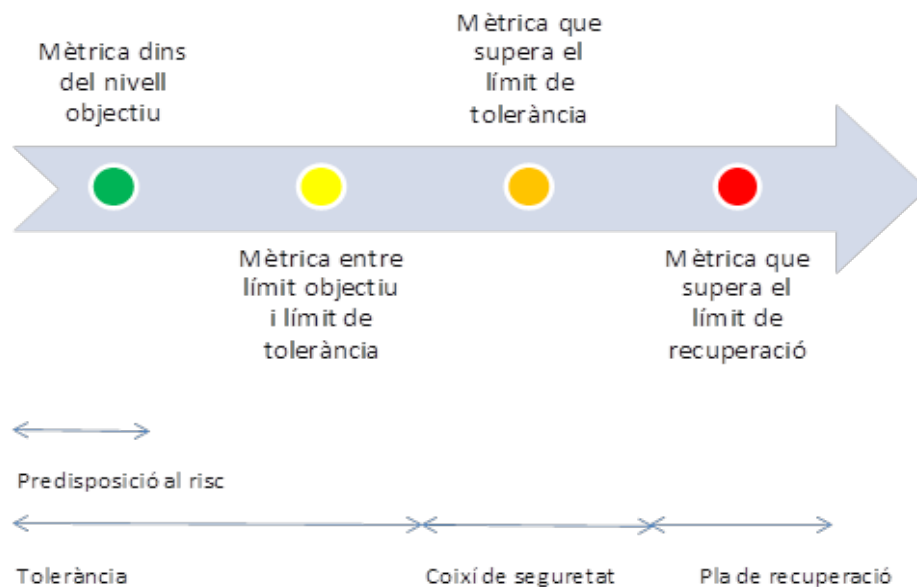 Mètrica dins
del nivell
objectiu
Mètrica que
supera el
límit de
tolerància
Mètrica entre
límit objectiu
i límit de
tolerància
Mètrica que
supera el
límit de
recuperació
Predisposició al risc
Tolerància
Coixí de seguretat
Pla de recuperació